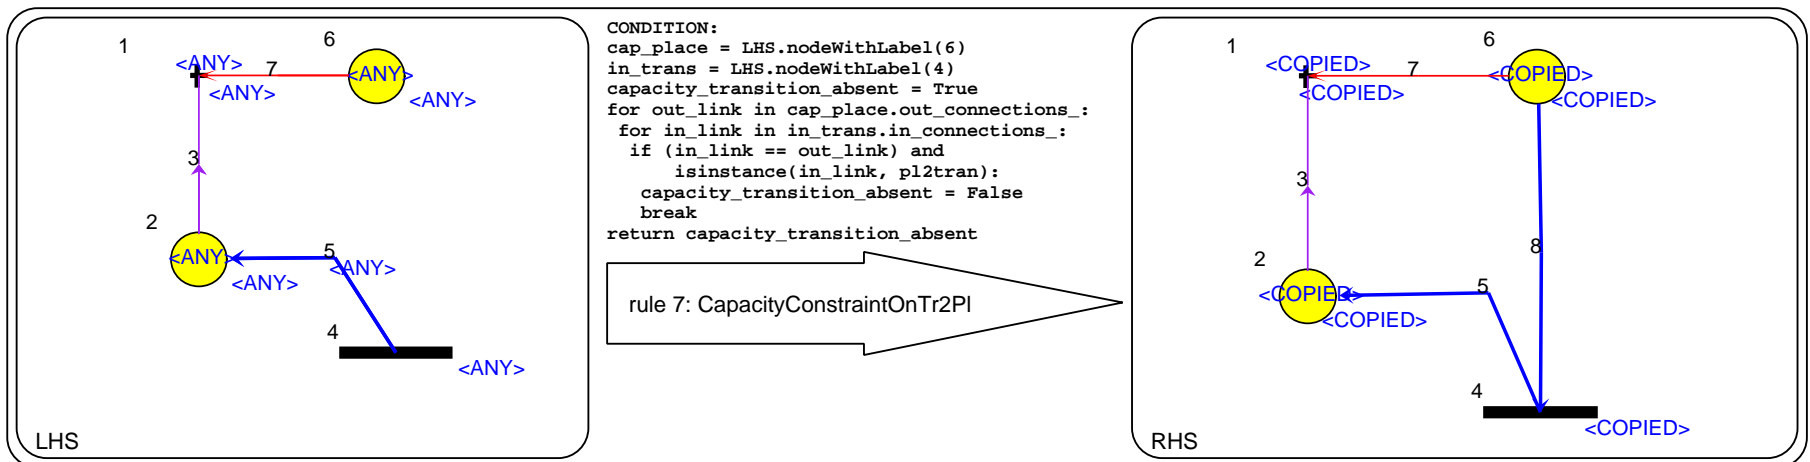 1
6
<ANY>
7
<ANY>
<ANY>
<ANY>
3
2
<ANY>
5
<ANY>
<ANY>
4
<ANY>
LHS
CONDITION:
cap_place = LHS.nodeWithLabel(6)
in_trans = LHS.nodeWithLabel(4)
capacity_transition_absent = True
for out_link in cap_place.out_connections_:
for in_link in in_trans.in_connections_:
if (in_link == out_link) and
isinstance(in_link, pl2tran):
capacity_transition_absent = False
break
return capacity_transition_absent
rule 7: CapacityConstraintOnTr2Pl
1
6
<COPIED>
7
<COPIED>
<COPIED>
<COPIED>
3
8
2
<COPIED>
5
<COPIED>
4
<COPIED>
RHS